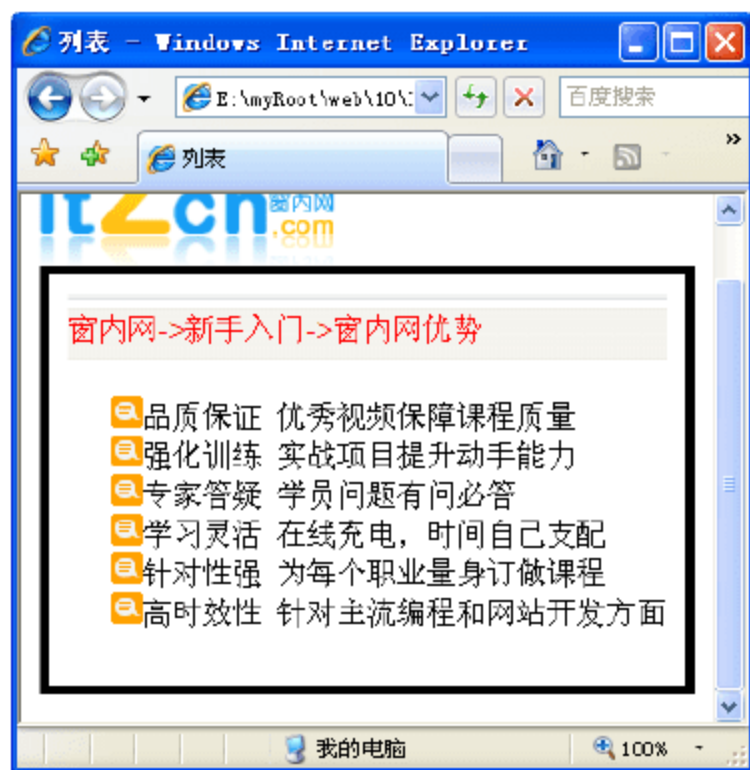 列表 - Windows Internet Explorer
E:\myRoot\web\10\
百度搜索
列表
itZcn 窗内网
.com
窗内网->新手入门->窗内网优势
品质保证 优秀视频保障课程质量
强化训练 实战项目提升动手能力
专家答疑 学员问题有问必答
学习灵活 在线充电，时间自己支配
针对性强 为每个职业量身订做课程
高时效性 针对主流编程和网站开发方面
我的电脑
100%